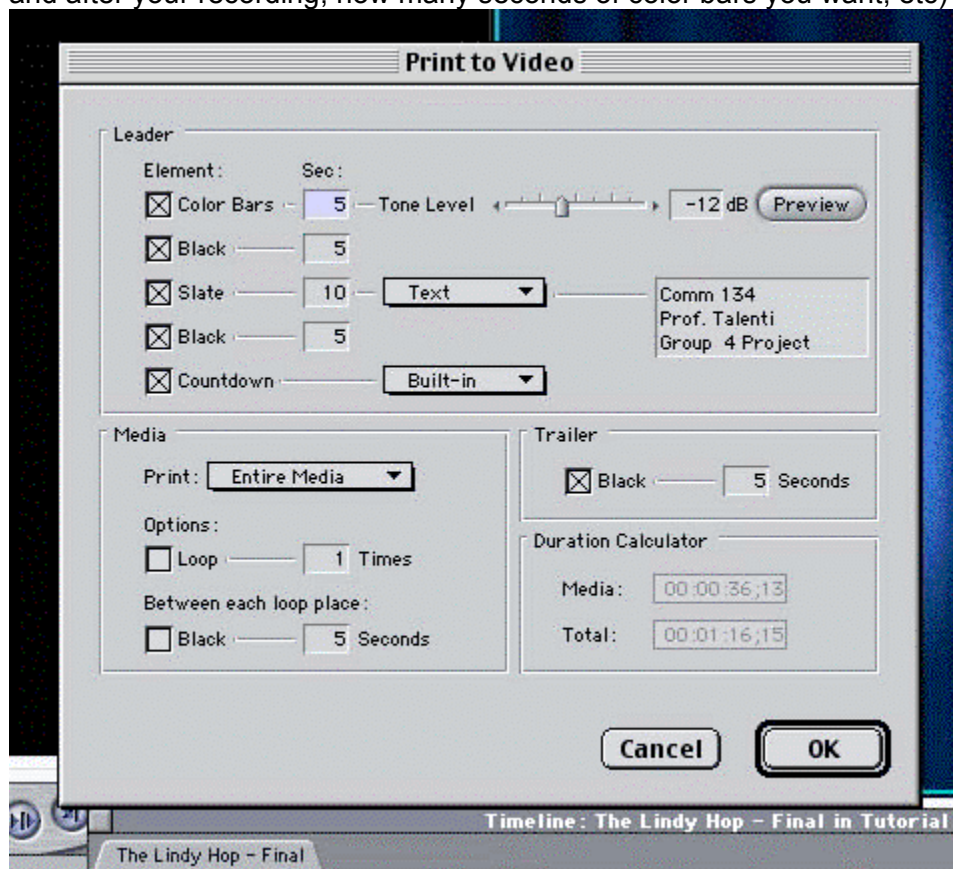 and after your recording, how many seconds of color bars you want, etc)
Print to Video
Leader
Element: Sec:
Color Bars 5 Tone Level -12 dB Preview
Black 5
Slate 10 Text
Comm 134
Prof. Talenti
Group 4 Project
Black 5
Countdown Built-in
Media
Print: Entire Media
Options:
Loop 1 Times
Between each loop place:
Black 5 Seconds
Trailer
Black 5 Seconds
Duration Calculator
Media: 00:00:36;13
Total: 00:01:16;15
Cancel OK
Timeline: The Lindy Hop - Final in Tutorial
The Lindy Hop - Final